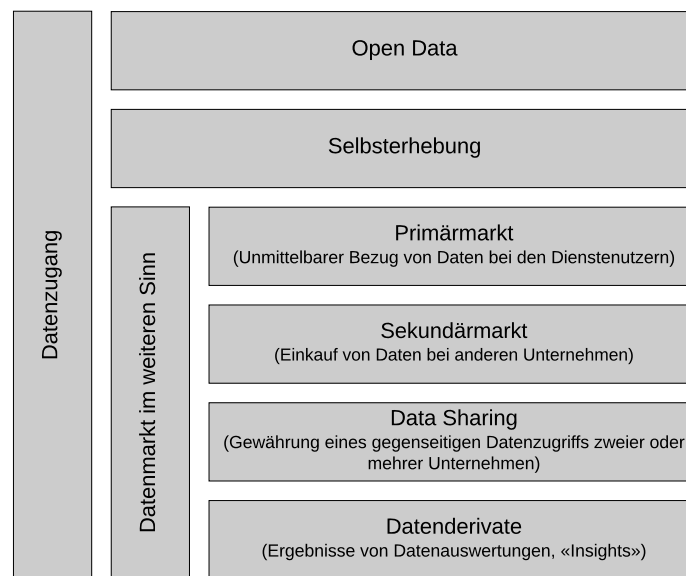 Datenzugang
Open Data
Selbsterhebung
Datenmarkt im weiteren Sinn
Primärmarkt
(Unmittelbarer Bezug von Daten bei den Dienstenutzern)
Sekundärmarkt
(Einkauf von Daten bei anderen Unternehmen)
Data Sharing
(Gewährung eines gegenseitigen Datenzugriffs zweier oder
mehrer Unternehmen)
Datenderivate
(Ergebnisse von Datenauswertungen, «Insights»)